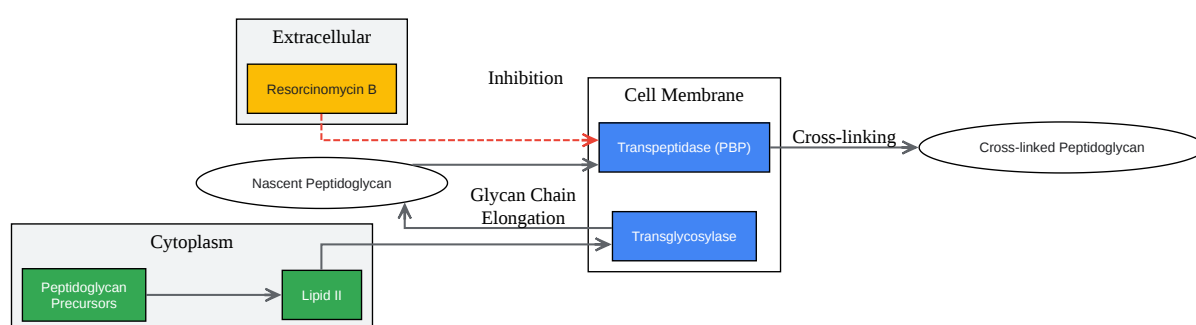 Extracellular
Resorcinomycin B
Inhibition
Cell Membrane
Transpeptidase (PBP)
Cross-linking
Cross-linked Peptidoglycan
Nascent Peptidoglycan
Glycan Chain
Elongation
Transglycosylase
Cytoplasm
Peptidoglycan
Precursors
Lipid II